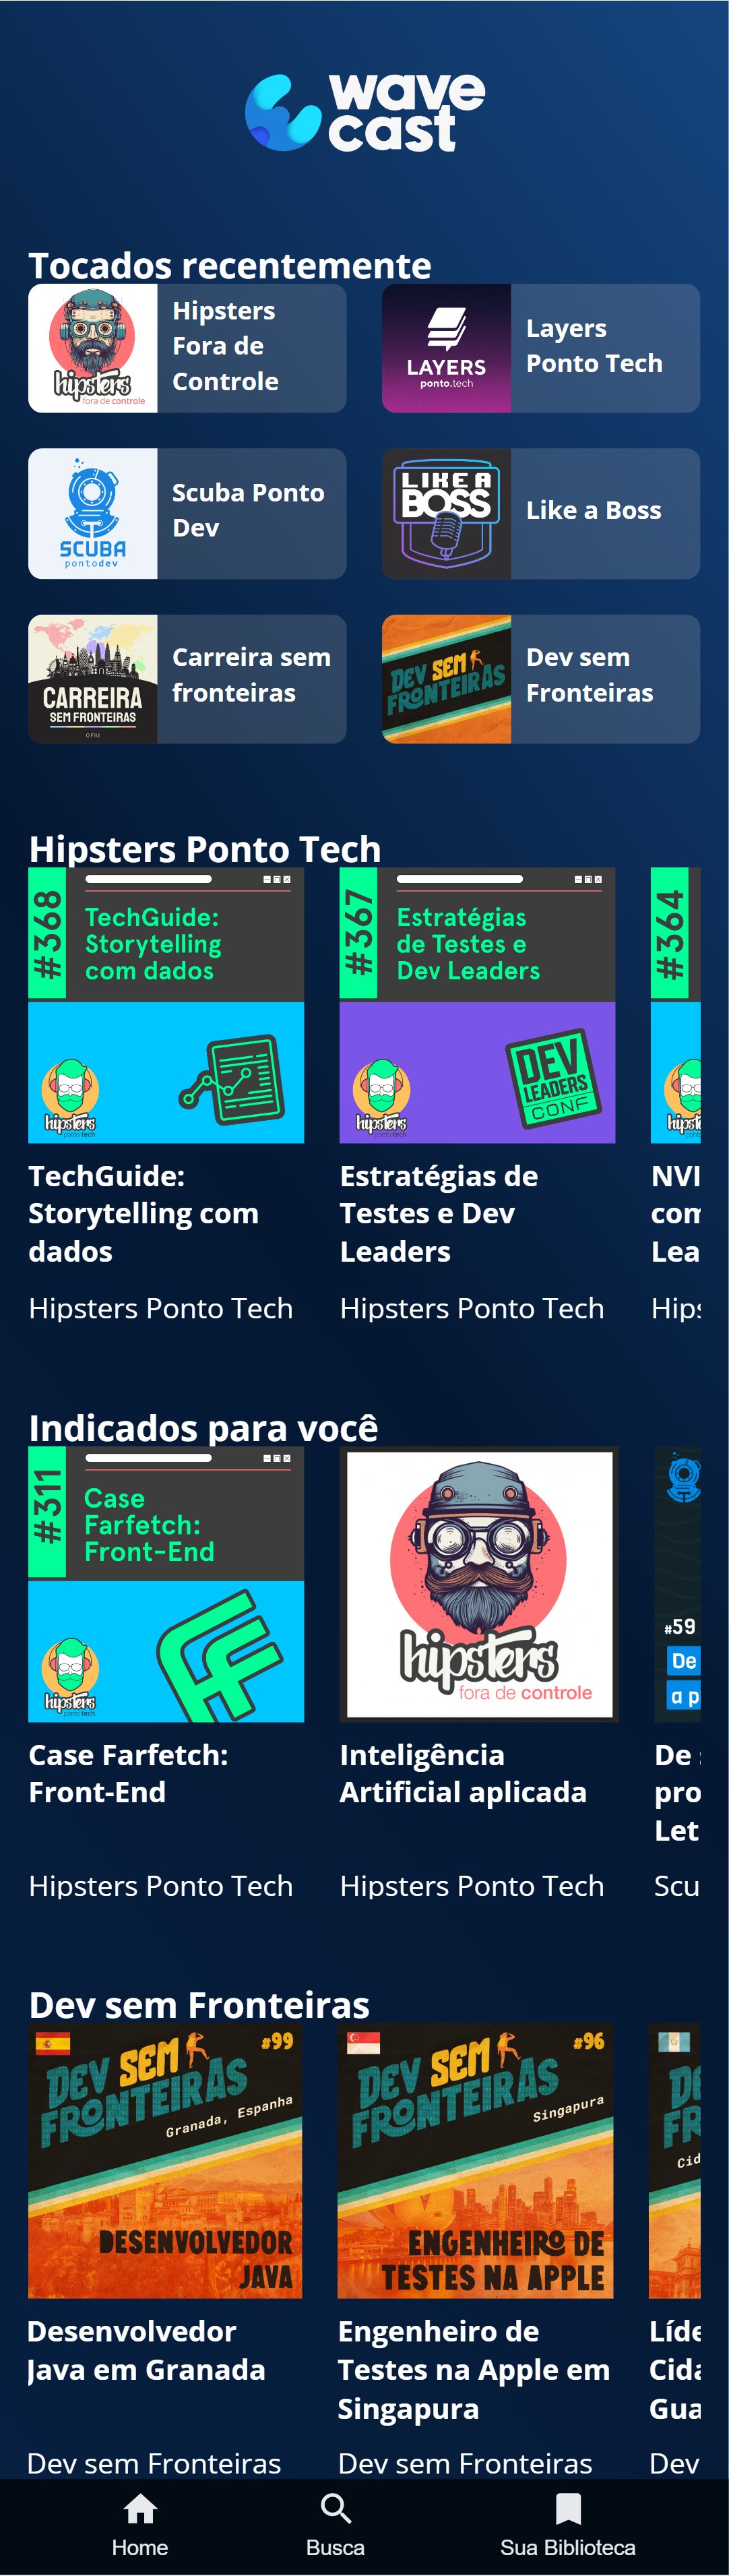 wave
cast
Tocados recentemente
hipsters
fora de controle
Hipsters
Fora de
Controle
LAYERS
ponto.tech
Layers
Ponto Tech
SCUBA
pontodev
Scuba Ponto
Dev
LIKE A
BOSS
Like a Boss
CARREIRA
SEM FRONTEIRAS
Carreira sem
fronteiras
DEV SEM
FRONTEIRAS
Dev sem
Fronteiras
Hipsters Ponto Tech
#368
TechGuide:
Storytelling
com dados
hipsters
ponto tech
#367
Estratégias
de Testes e
Dev Leaders
hipsters
ponto tech
DEV
LEADERS
CONF
#364
hipste
TechGuide:
Storytelling com
dados
Estratégias de
Testes e Dev
Leaders
NVI
com
Lea
Hipsters Ponto Tech
Hipsters Ponto Tech
Hips
Indicados para você
#311
Case
Farfetch:
Front-End
hipsters
ponto tech
hipsters
fora de controle
#59
De
a p
Case Farfetch:
Front-End
Inteligência
Artificial aplicada
De
pro
Let
Hipsters Ponto Tech
Hipsters Ponto Tech
Scu
Dev sem Fronteiras
#99
DEV SEM
FRONTEIRAS
Granada, Espanha
DESENVOLVEDOR
JAVA
#96
DEV SEM
FRONTEIRAS
Singapura
ENGENHEIRO DE
TESTES NA APPLE
DE
FR
Cid
Desenvolvedor
Java em Granada
Engenheiro de
Testes na Apple em
Singapura
Líde
Cida
Gua
Dev sem Fronteiras
Dev sem Fronteiras
Dev
Home
Busca
Sua Biblioteca